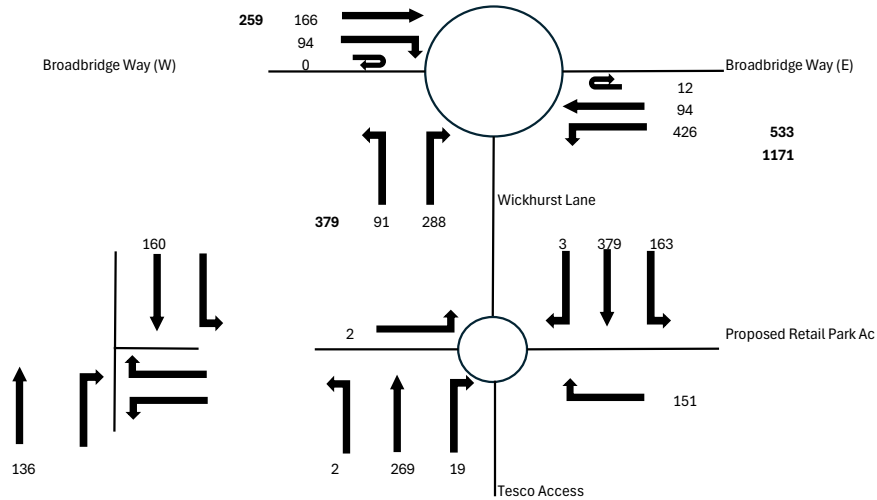 259 166
94
0
Broadbridge Way (W)
Broadbridge Way (E)
12
94
426 533
1171
Wickhurst Lane
379 91 288
160
3 379 163
2
Proposed Retail Park Ac
151
136
2 269 19
Tesco Access